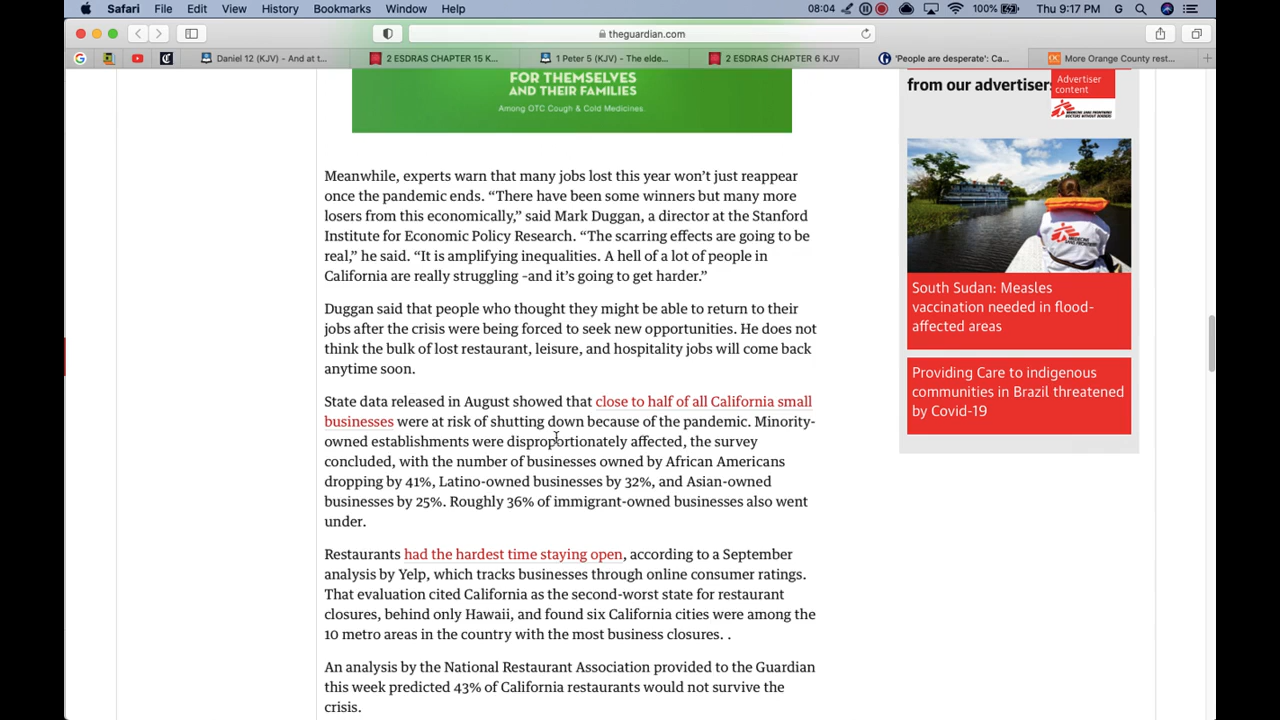 Safari File Edit View History Bookmarks Window Help 08:04 100% Thu 9:17 PM G
theguardian.com
Daniel 12 (KJV) - And at t... 2 ESDRAS CHAPTER 15 K... 1 Peter 5 (KJV) - The elde... 2 ESDRAS CHAPTER 6 KJV 'People are desperate': Ca... More Orange County rest...
FOR THEMSELVES
AND THEIR FAMILIES
Among OTC Cough & Cold Medicines.
Meanwhile, experts warn that many jobs lost this year won't just reappear
once the pandemic ends. “There have been some winners but many more
losers from this economically,” said Mark Duggan, a director at the Stanford
Institute for Economic Policy Research. “The scarring effects are going to be
real,” he said. “It is amplifying inequalities. A hell of a lot of people in
California are really struggling –and it’s going to get harder.”
Duggan said that people who thought they might be able to return to their
jobs after the crisis were being forced to seek new opportunities. He does not
think the bulk of lost restaurant, leisure, and hospitality jobs will come back
anytime soon.
State data released in August showed that close to half of all California small
businesses were at risk of shutting down because of the pandemic. Minority-
owned establishments were disproportionately affected, the survey
concluded, with the number of businesses owned by African Americans
dropping by 41%, Latino-owned businesses by 32%, and Asian-owned
businesses by 25%. Roughly 36% of immigrant-owned businesses also went
under.
Restaurants had the hardest time staying open, according to a September
analysis by Yelp, which tracks businesses through online consumer ratings.
That evaluation cited California as the second-worst state for restaurant
closures, behind only Hawaii, and found six California cities were among the
10 metro areas in the country with the most business closures. .
An analysis by the National Restaurant Association provided to the Guardian
this week predicted 43% of California restaurants would not survive the
crisis.
from our advertisers
Advertiser
content
South Sudan: Measles
vaccination needed in flood-
affected areas
Providing Care to indigenous
communities in Brazil threatened
by Covid-19